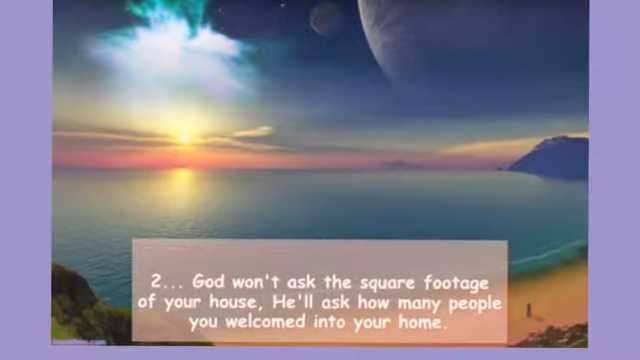 2... God won't ask the square footage
of your house, He'll ask how many people
you welcomed into your home.